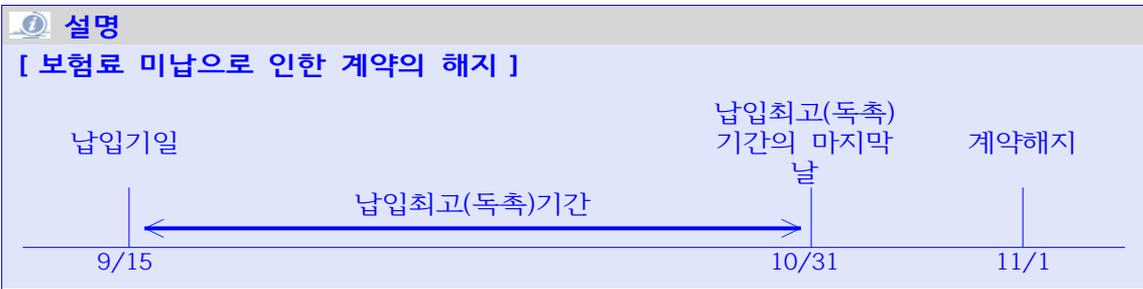 설명
[ 보험료 미납으로 인한 계약의 해지 ]
납입기일
납입최고(독촉)
기간의 마지막
날
계약해지
납입최고(독촉)기간
9/15
10/31
11/1